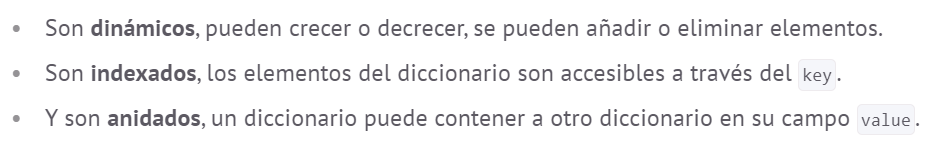 • Son dinámicos, pueden crecer o decrecer, se pueden añadir o eliminar elementos.
• Son indexados, los elementos del diccionario son accesibles a través del key.
• Y son anidados, un diccionario puede contener a otro diccionario en su campo value.